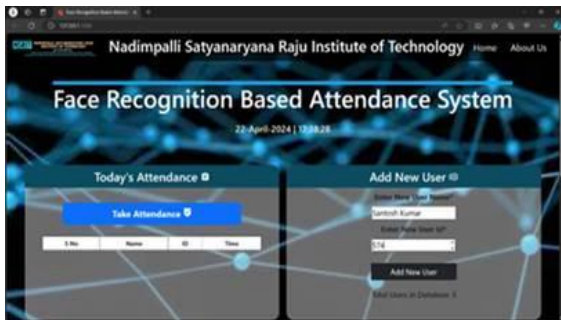 Nadimpalli Satyanaryana Raju Institute of Technology Home About Us
Face Recognition Based Attendance System
22-April-2024 | 17:38:28
Today's Attendance
Take Attendance
S No Name ID Time
Add New User
Enter New User Name*
Santosh Kumar
Enter New User Id*
574
Add New User
Total Users in Database: 5